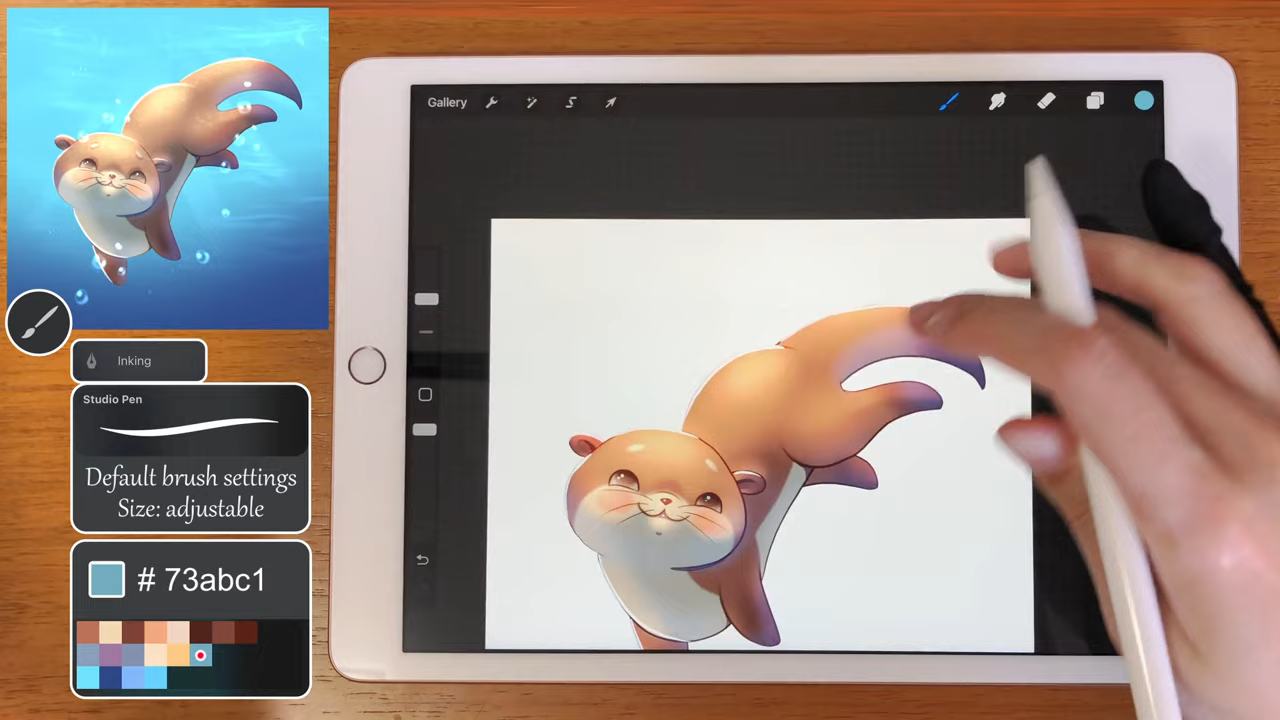 Gallery
Inking
Studio Pen
Default brush settings
Size: adjustable
# 73abc1